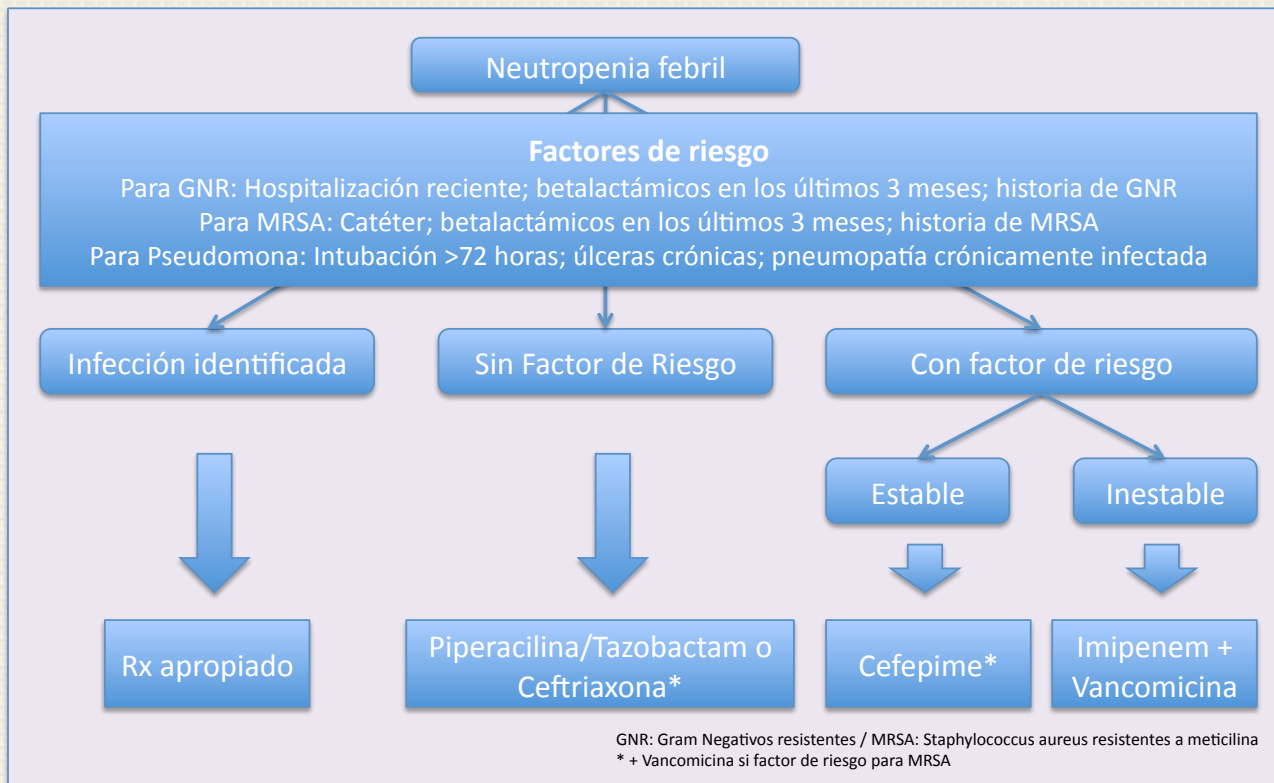 Neutropenia febril
Factores de riesgo
Para GNR: Hospitalización reciente; betalactámicos en los últimos 3 meses; historia de GNR
Para MRSA: Catéter; betalactámicos en los últimos 3 meses; historia de MRSA
Para Pseudomona: Intubación >72 horas; úlceras crónicas; pneumopatía crónicamente infectada
Infección identificada
Sin Factor de Riesgo
Con factor de riesgo
Estable
Inestable
Rx apropiado
Piperacilina/Tazobactam o
Ceftriaxona*
Cefepime*
Imipenem +
Vancomicina
GNR: Gram Negativos resistentes / MRSA: Staphylococcus aureus resistentes a meticilina
* + Vancomicina si factor de riesgo para MRSA